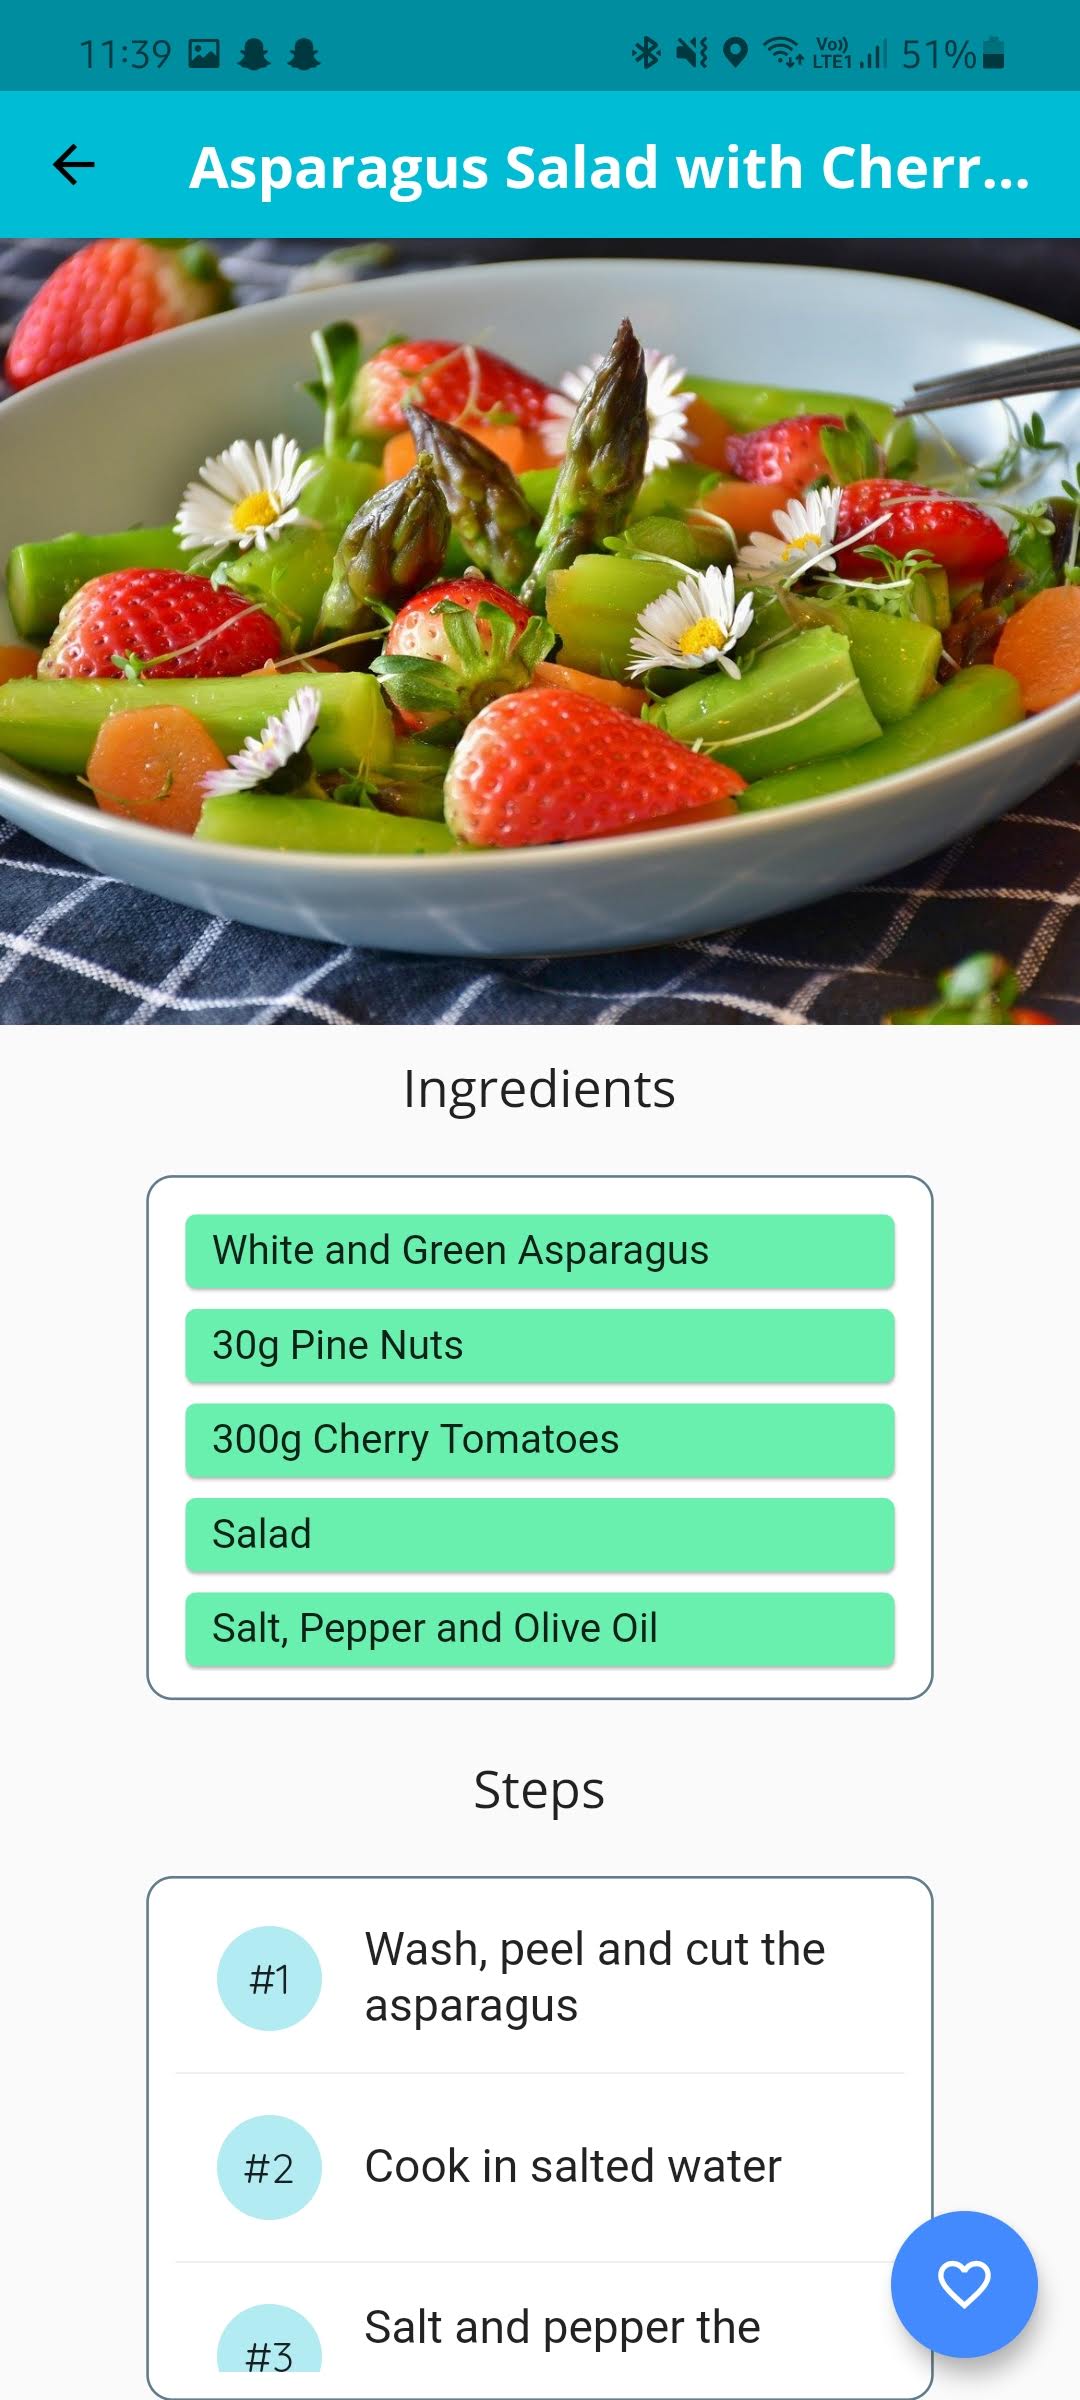 11:39
Vo))
LTE1
51%
Asparagus Salad with Cherr...
Ingredients
White and Green Asparagus
30g Pine Nuts
300g Cherry Tomatoes
Salad
Salt, Pepper and Olive Oil
Steps
#1
Wash, peel and cut the
asparagus
#2
Cook in salted water
#3
Salt and pepper the